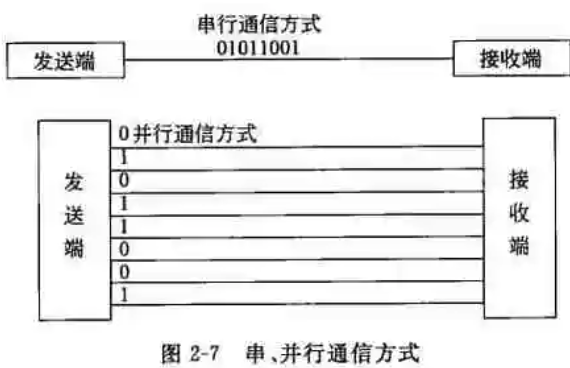 串行通信方式
发送端 01011001 接收端
0并行通信方式
1
0
1
1
0
0
1
发送端
接收端
图 2-7 串、并行通信方式